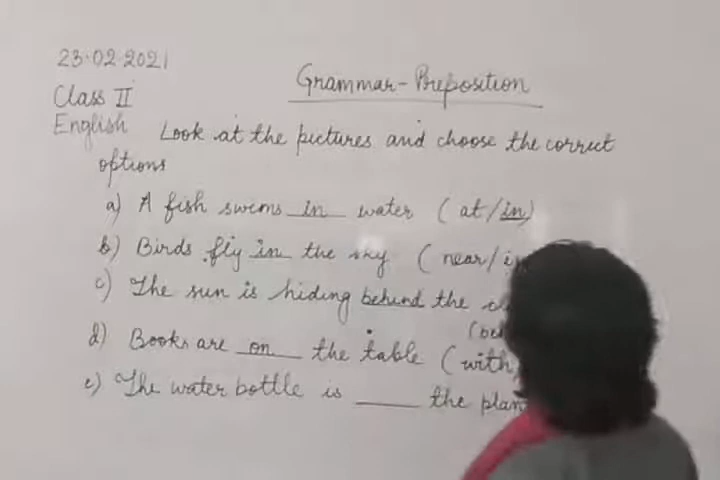 23.02.2021
Grammar - Preposition
Class II
English Look at the pictures and choose the correct
options
a) A fish swims in water (at/in)
b) Birds fly in the sky (near/
c) The sun is hiding behind the
d) Books are on the table (with
e) The water bottle is ____ the